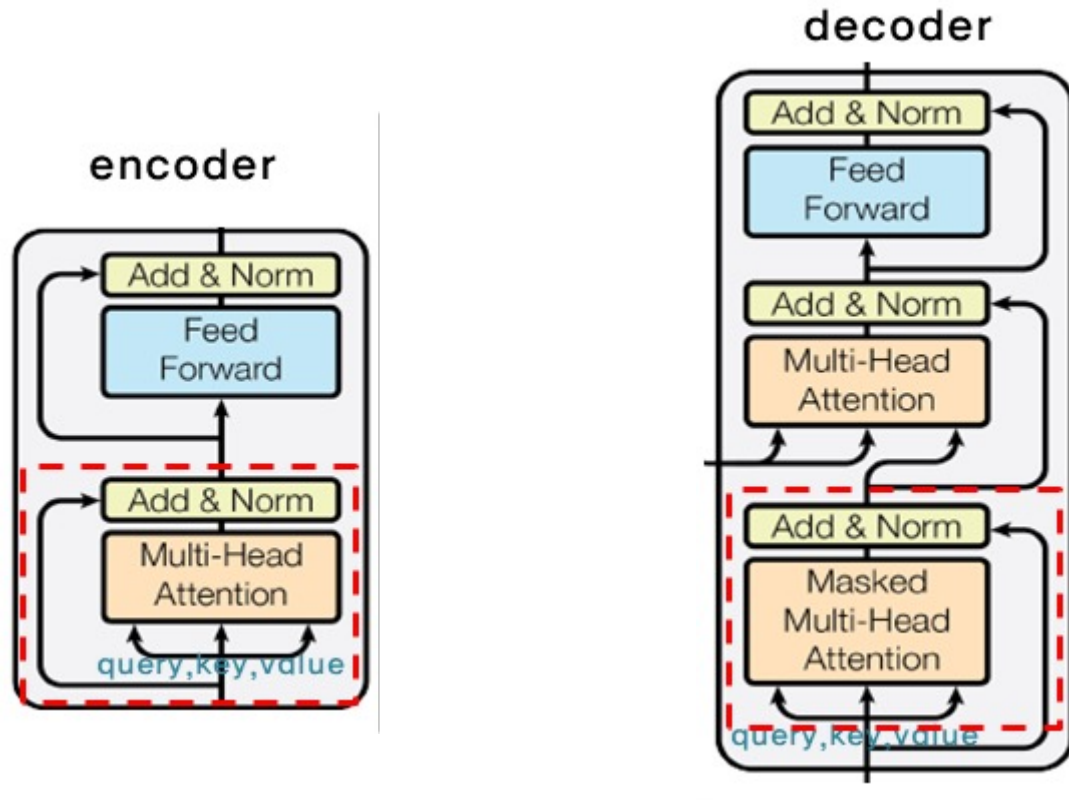 encoder
Add & Norm
Feed
Forward
Add & Norm
Multi-Head
Attention
query,key,value
decoder
Add & Norm
Feed
Forward
Add & Norm
Multi-Head
Attention
Add & Norm
Masked
Multi-Head
Attention
query,key,value